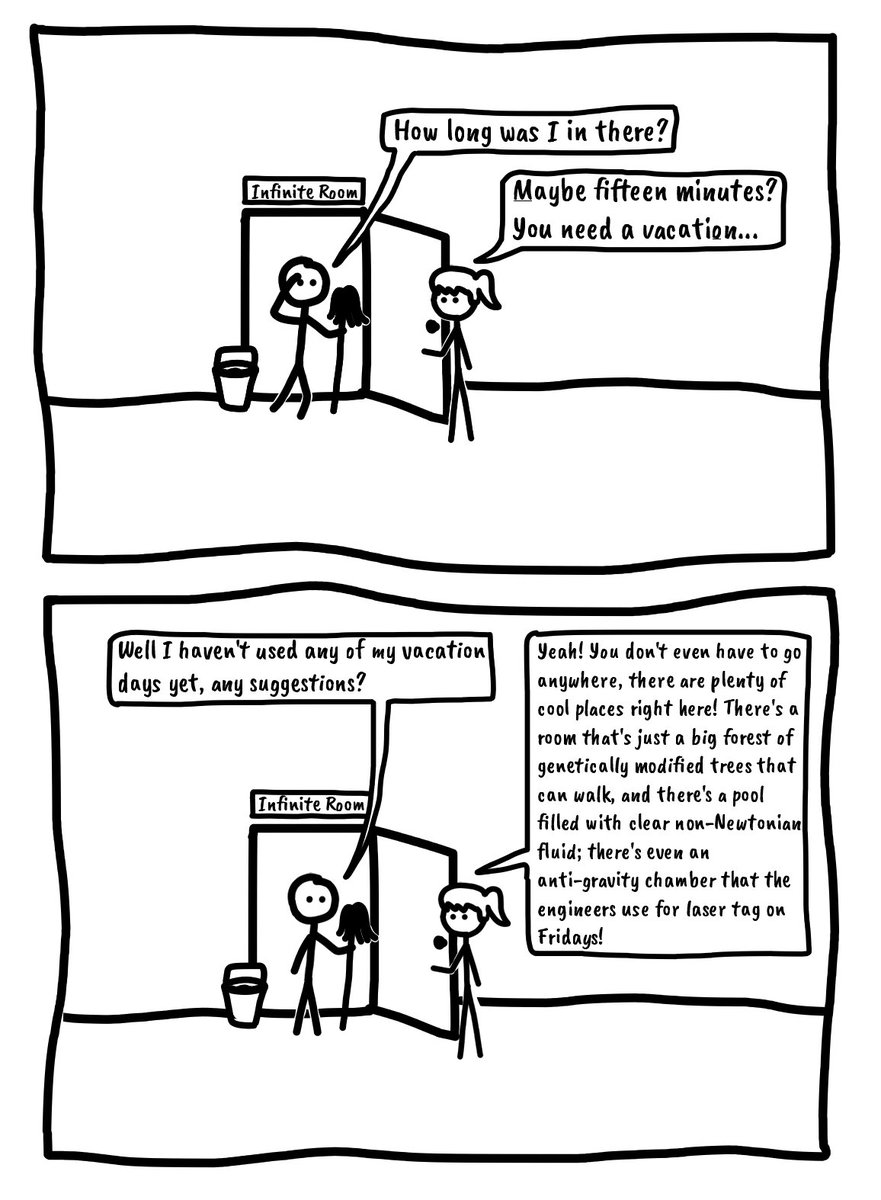 How long was I in there?
Infinite Room
Maybe fifteen minutes?
You need a vacation...
Well I haven't used any of my vacation
days yet, any suggestions?
Yeah! You don't even have to go
anywhere, there are plenty of
cool places right here! There's a
room that's just a big forest of
genetically modified trees that
can walk, and there's a pool
filled with clear non-Newtonian
fluid; there's even an
anti-gravity chamber that the
engineers use for laser tag on
Fridays!
Infinite Room